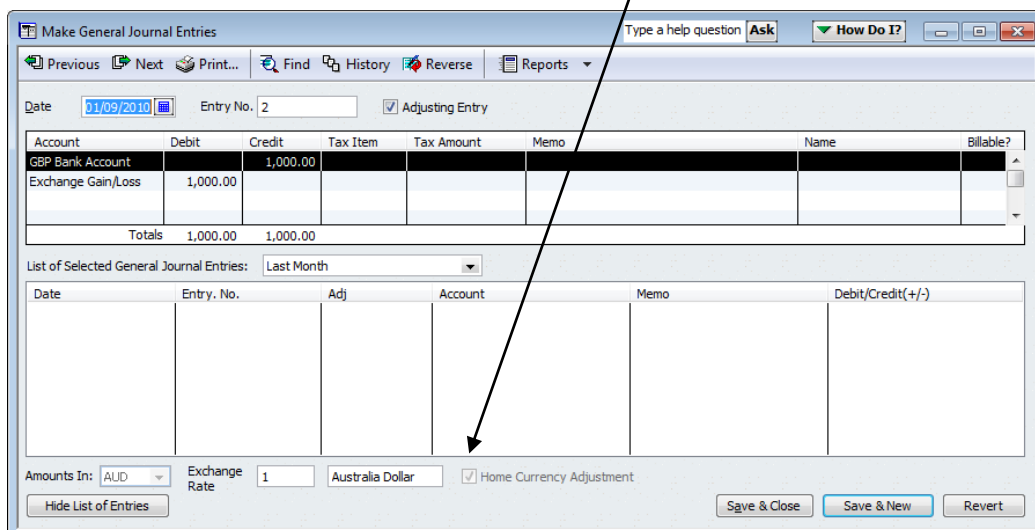 Make General Journal Entries Type a help question Ask How Do I?
Previous Next Print... Find History Reverse Reports
Date 01/09/2010 Entry No. 2 Adjusting Entry
Account Debit Credit Tax Item Tax Amount Memo Name Billable?
GBP Bank Account 1,000.00
Exchange Gain/Loss 1,000.00
Totals 1,000.00 1,000.00
List of Selected General Journal Entries: Last Month
Date Entry. No. Adj Account Memo Debit/Credit(+/-)
Amounts In: AUD Exchange Rate 1 Australia Dollar Home Currency Adjustment
Hide List of Entries Save & Close Save & New Revert